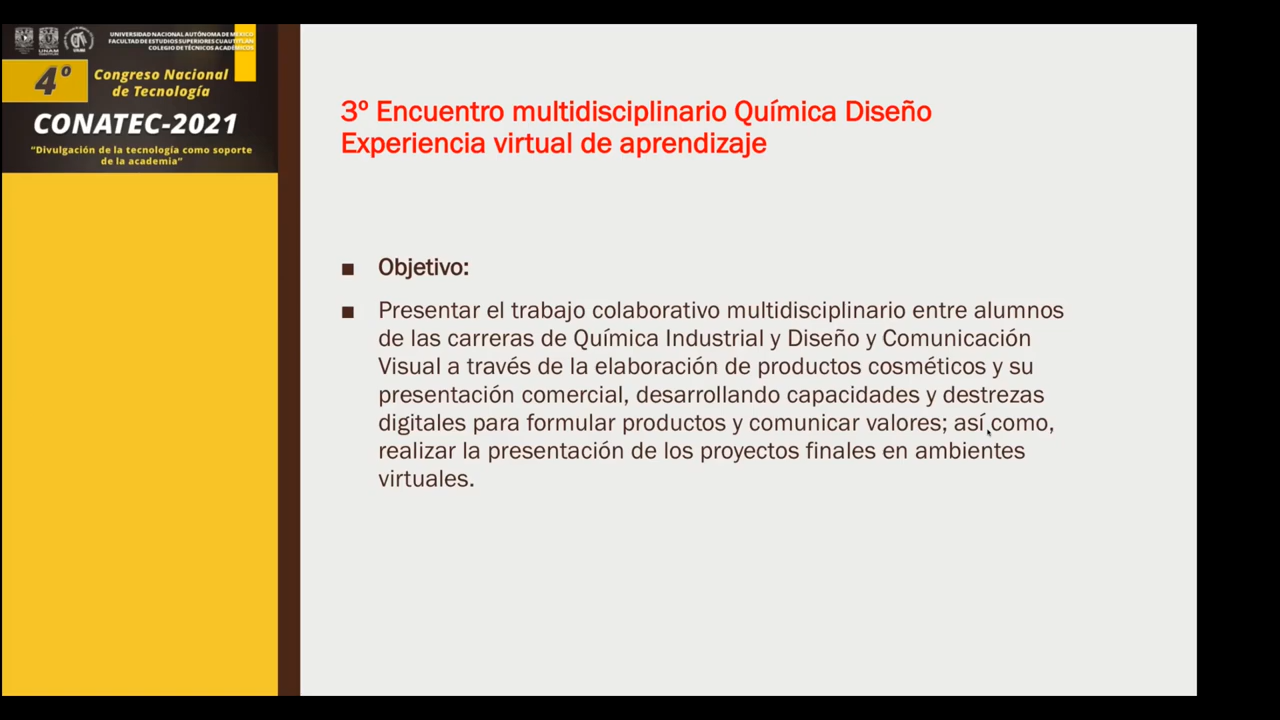 UNIVERSIDAD NACIONAL AUTÓNOMA DE MÉXICO
FACULTAD DE ESTUDIOS SUPERIORES CUAUTITLÁN
COLEGIO DE TÉCNICOS ACADÉMICOS
UNAM
4º
Congreso Nacional
de Tecnología
CONATEC-2021
"Divulgación de la tecnología como soporte
de la academia"
3º Encuentro multidisciplinario Química Diseño
Experiencia virtual de aprendizaje
■ Objetivo:
■ Presentar el trabajo colaborativo multidisciplinario entre alumnos
de las carreras de Química Industrial y Diseño y Comunicación
Visual a través de la elaboración de productos cosméticos y su
presentación comercial, desarrollando capacidades y destrezas
digitales para formular productos y comunicar valores; así como,
realizar la presentación de los proyectos finales en ambientes
virtuales.